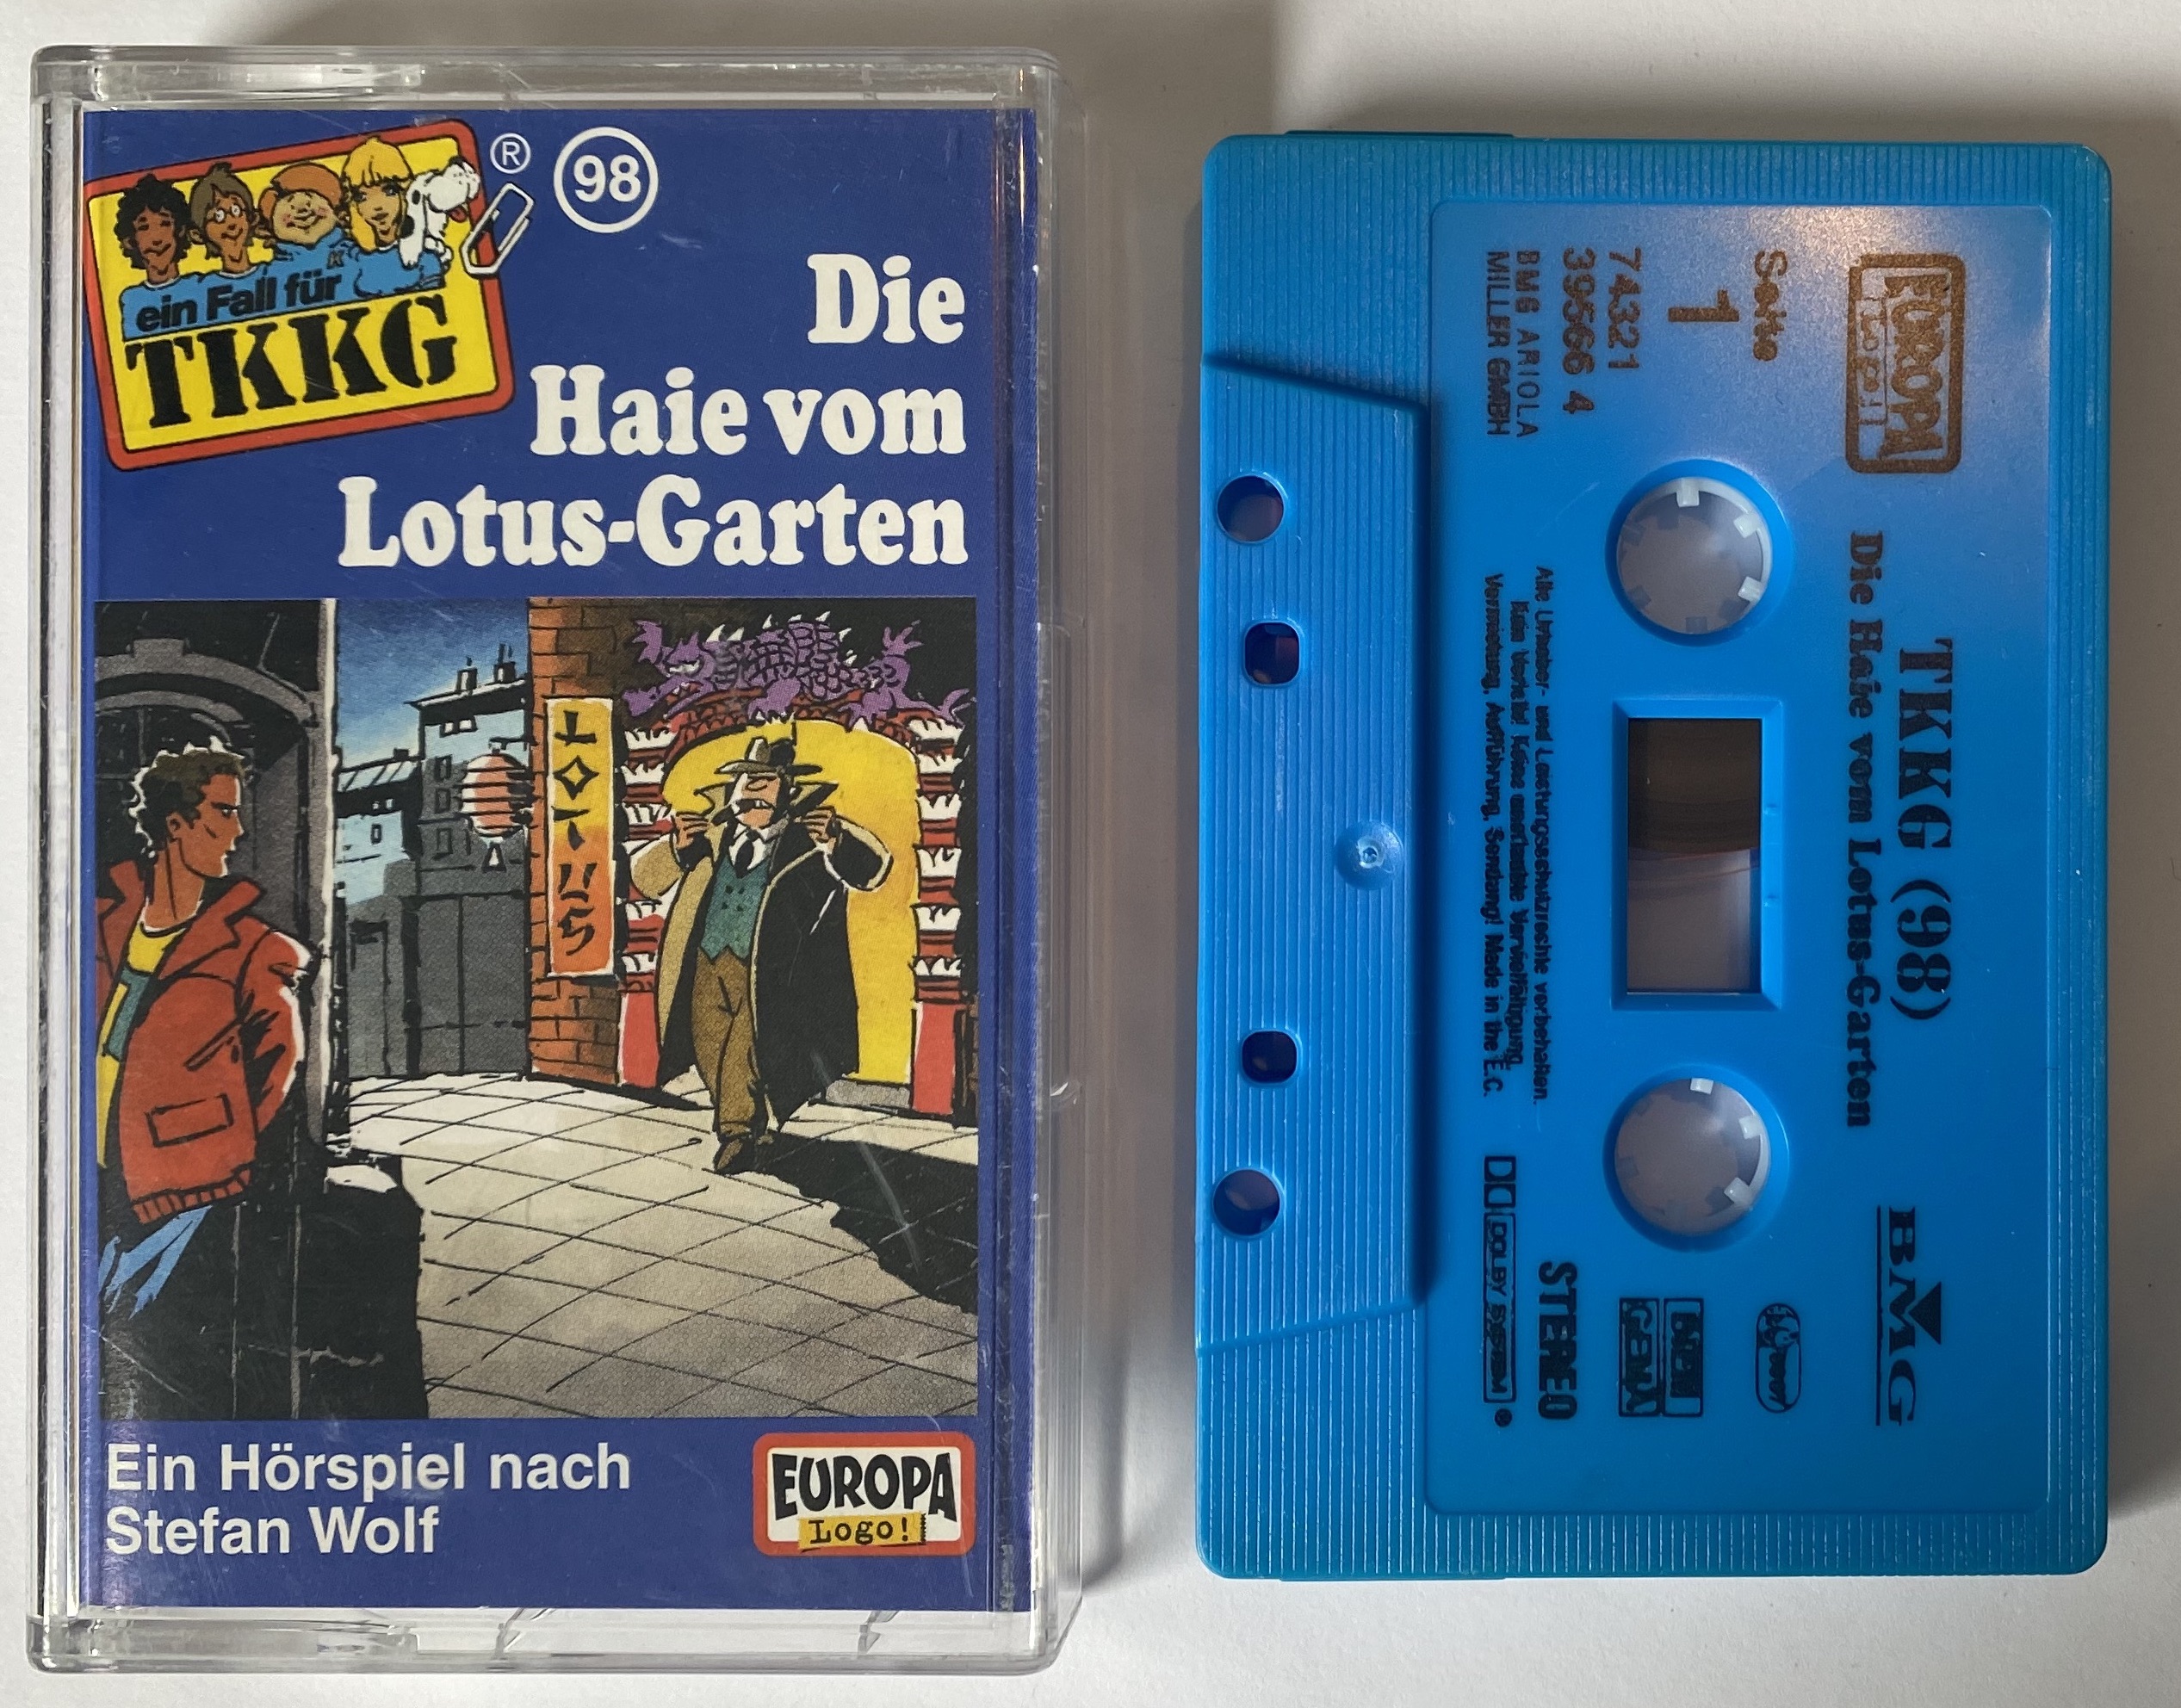 ein Fall für
TKKG
®
98
Die
Haie vom
Lotus-Garten
LOTUS
Ein Hörspiel nach
Stefan Wolf
EUROPA
Logo!
EUROPA
Logo!
Seite
1
74321
39566 4
BMG ARIOLA
MILLER GMBH
TKKG (98)
Die Haie vom Lotus-Garten
Alle Urheber- und Leistungsschutzrechte vorbehalten.
Kein Verleih! Keine unerlaubte Vervielfältigung,
Vermietung, Aufführung, Sendung! Made in the E.C.
BMG
biem
GEMA
STEREO
DOLBY SYSTEM
®